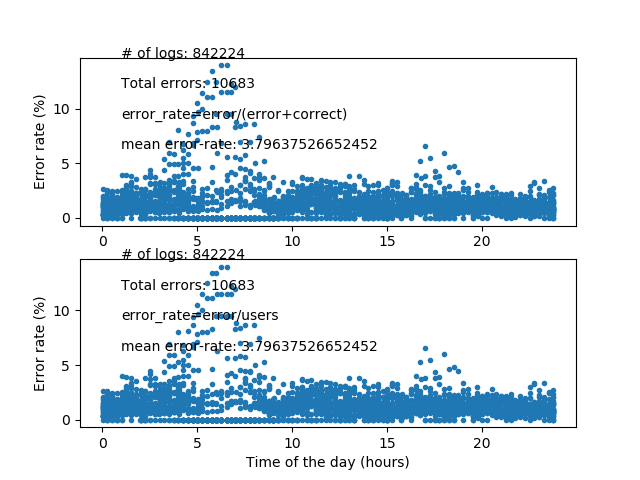 # of logs: 842224
Total errors: 10683
error_rate=error/(error+correct)
mean error-rate: 3.79637526652452
Error rate (%)
10
5
0
0 5 10 15 20
# of logs: 842224
Total errors: 10683
error_rate=error/users
mean error-rate: 3.79637526652452
Error rate (%)
10
5
0
0 5 10 15 20
Time of the day (hours)